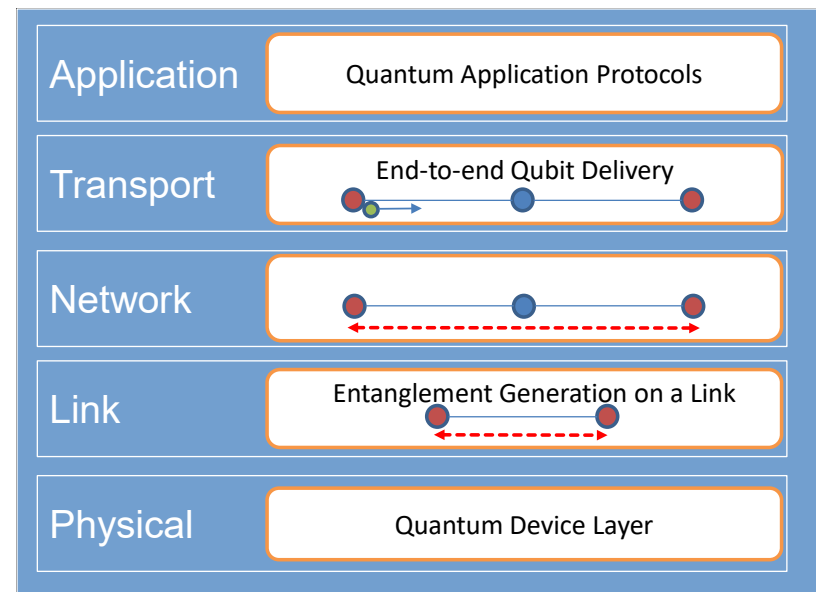 Application
Quantum Application Protocols
Transport
End-to-end Qubit Delivery
Network
Link
Entanglement Generation on a Link
Physical
Quantum Device Layer